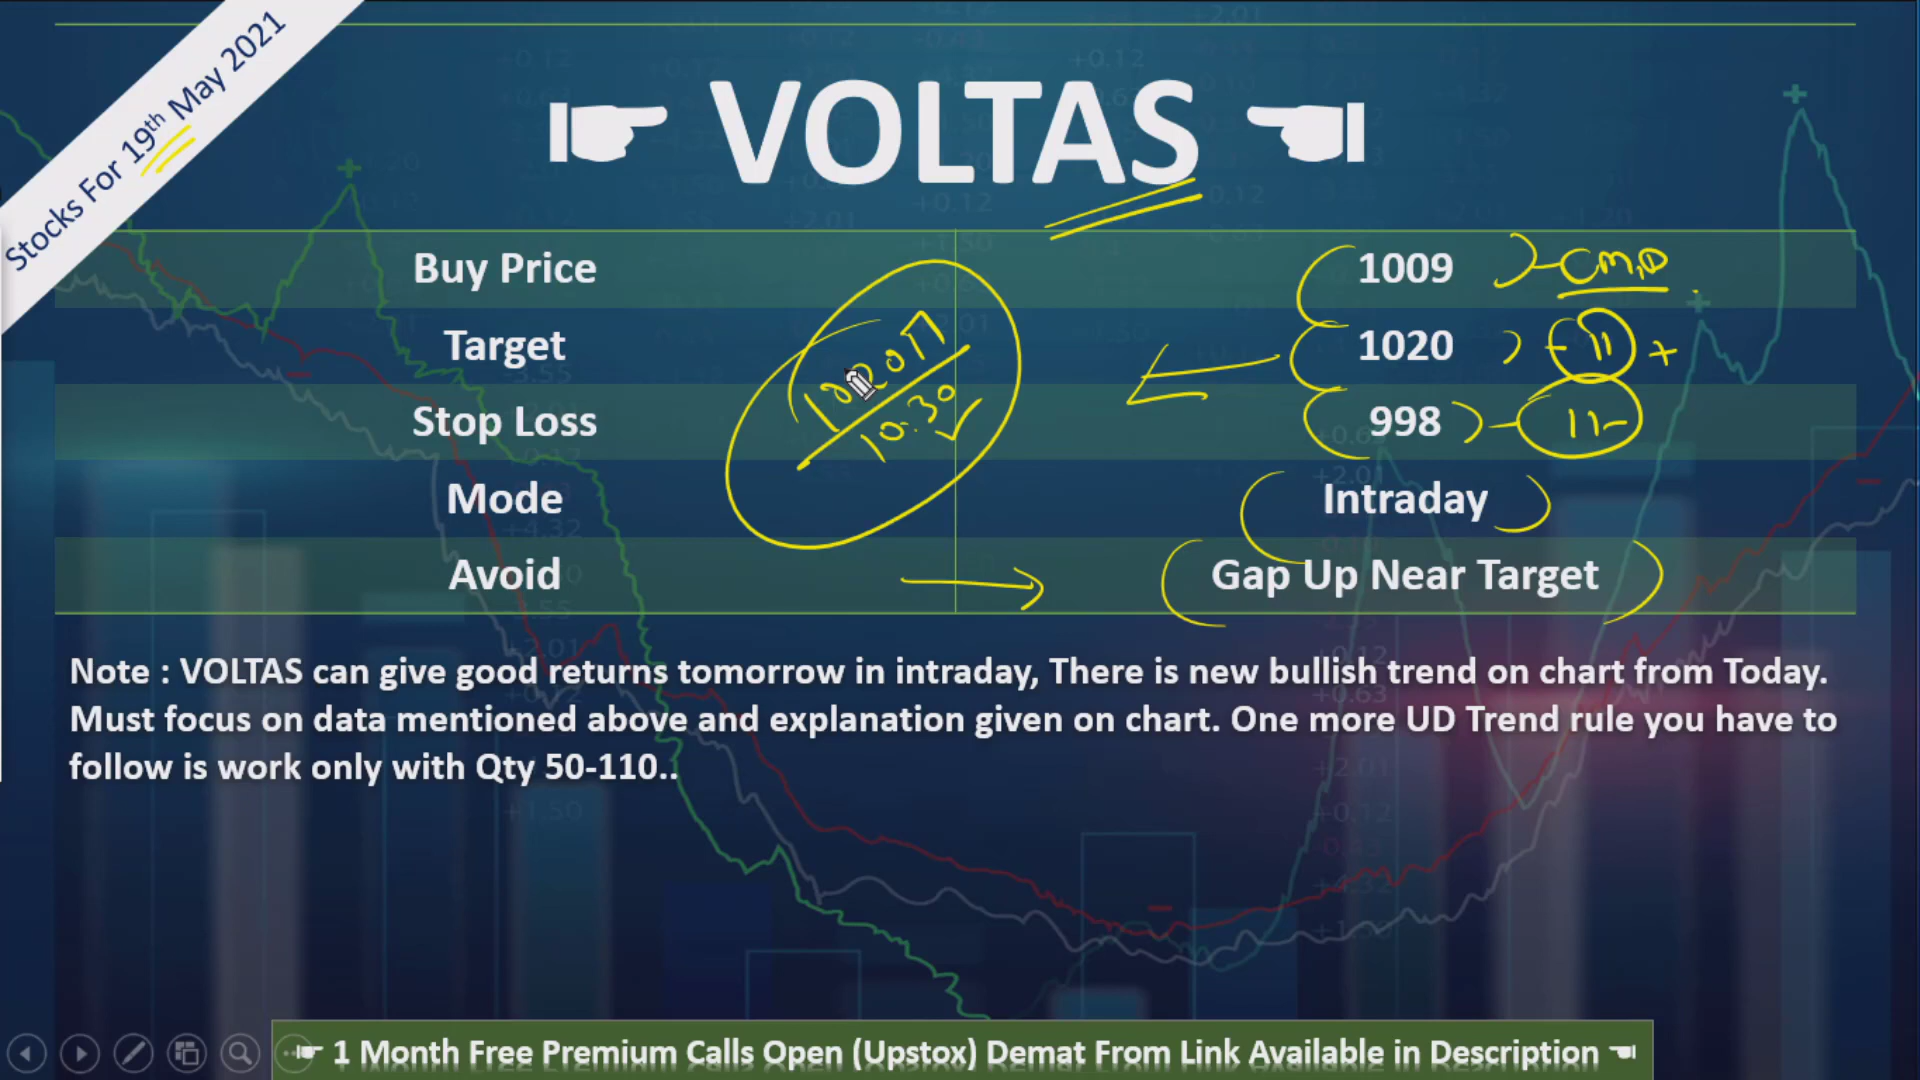 Stocks For 19th May 2021
☛ VOLTAS ☚
Buy Price 1009
Target 1020 11 +
Stop Loss 998 11-
10:30
Mode Intraday
Avoid Gap Up Near Target
Note : VOLTAS can give good returns tomorrow in intraday, There is new bullish trend on chart from Today.
Must focus on data mentioned above and explanation given on chart. One more UD Trend rule you have to
follow is work only with Qty 50-110..
☛ 1 Month Free Premium Calls Open (Upstox) Demat From Link Available in Description ☚